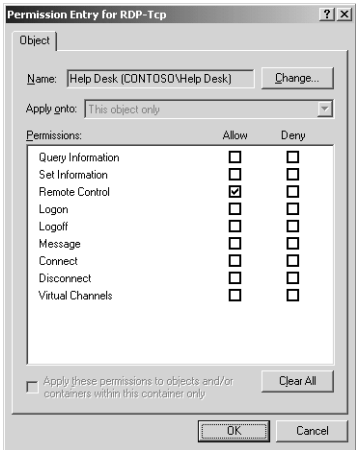 Permission Entry for RDP-Tcp
Object
Name: Help Desk (CONTOSO\Help Desk) Change...
Apply onto: This object only
Permissions: Allow Deny
Query Information
Set Information
Remote Control
Logon
Logoff
Message
Connect
Disconnect
Virtual Channels
Apply these permissions to objects and/or
containers within this container only
Clear All
OK Cancel